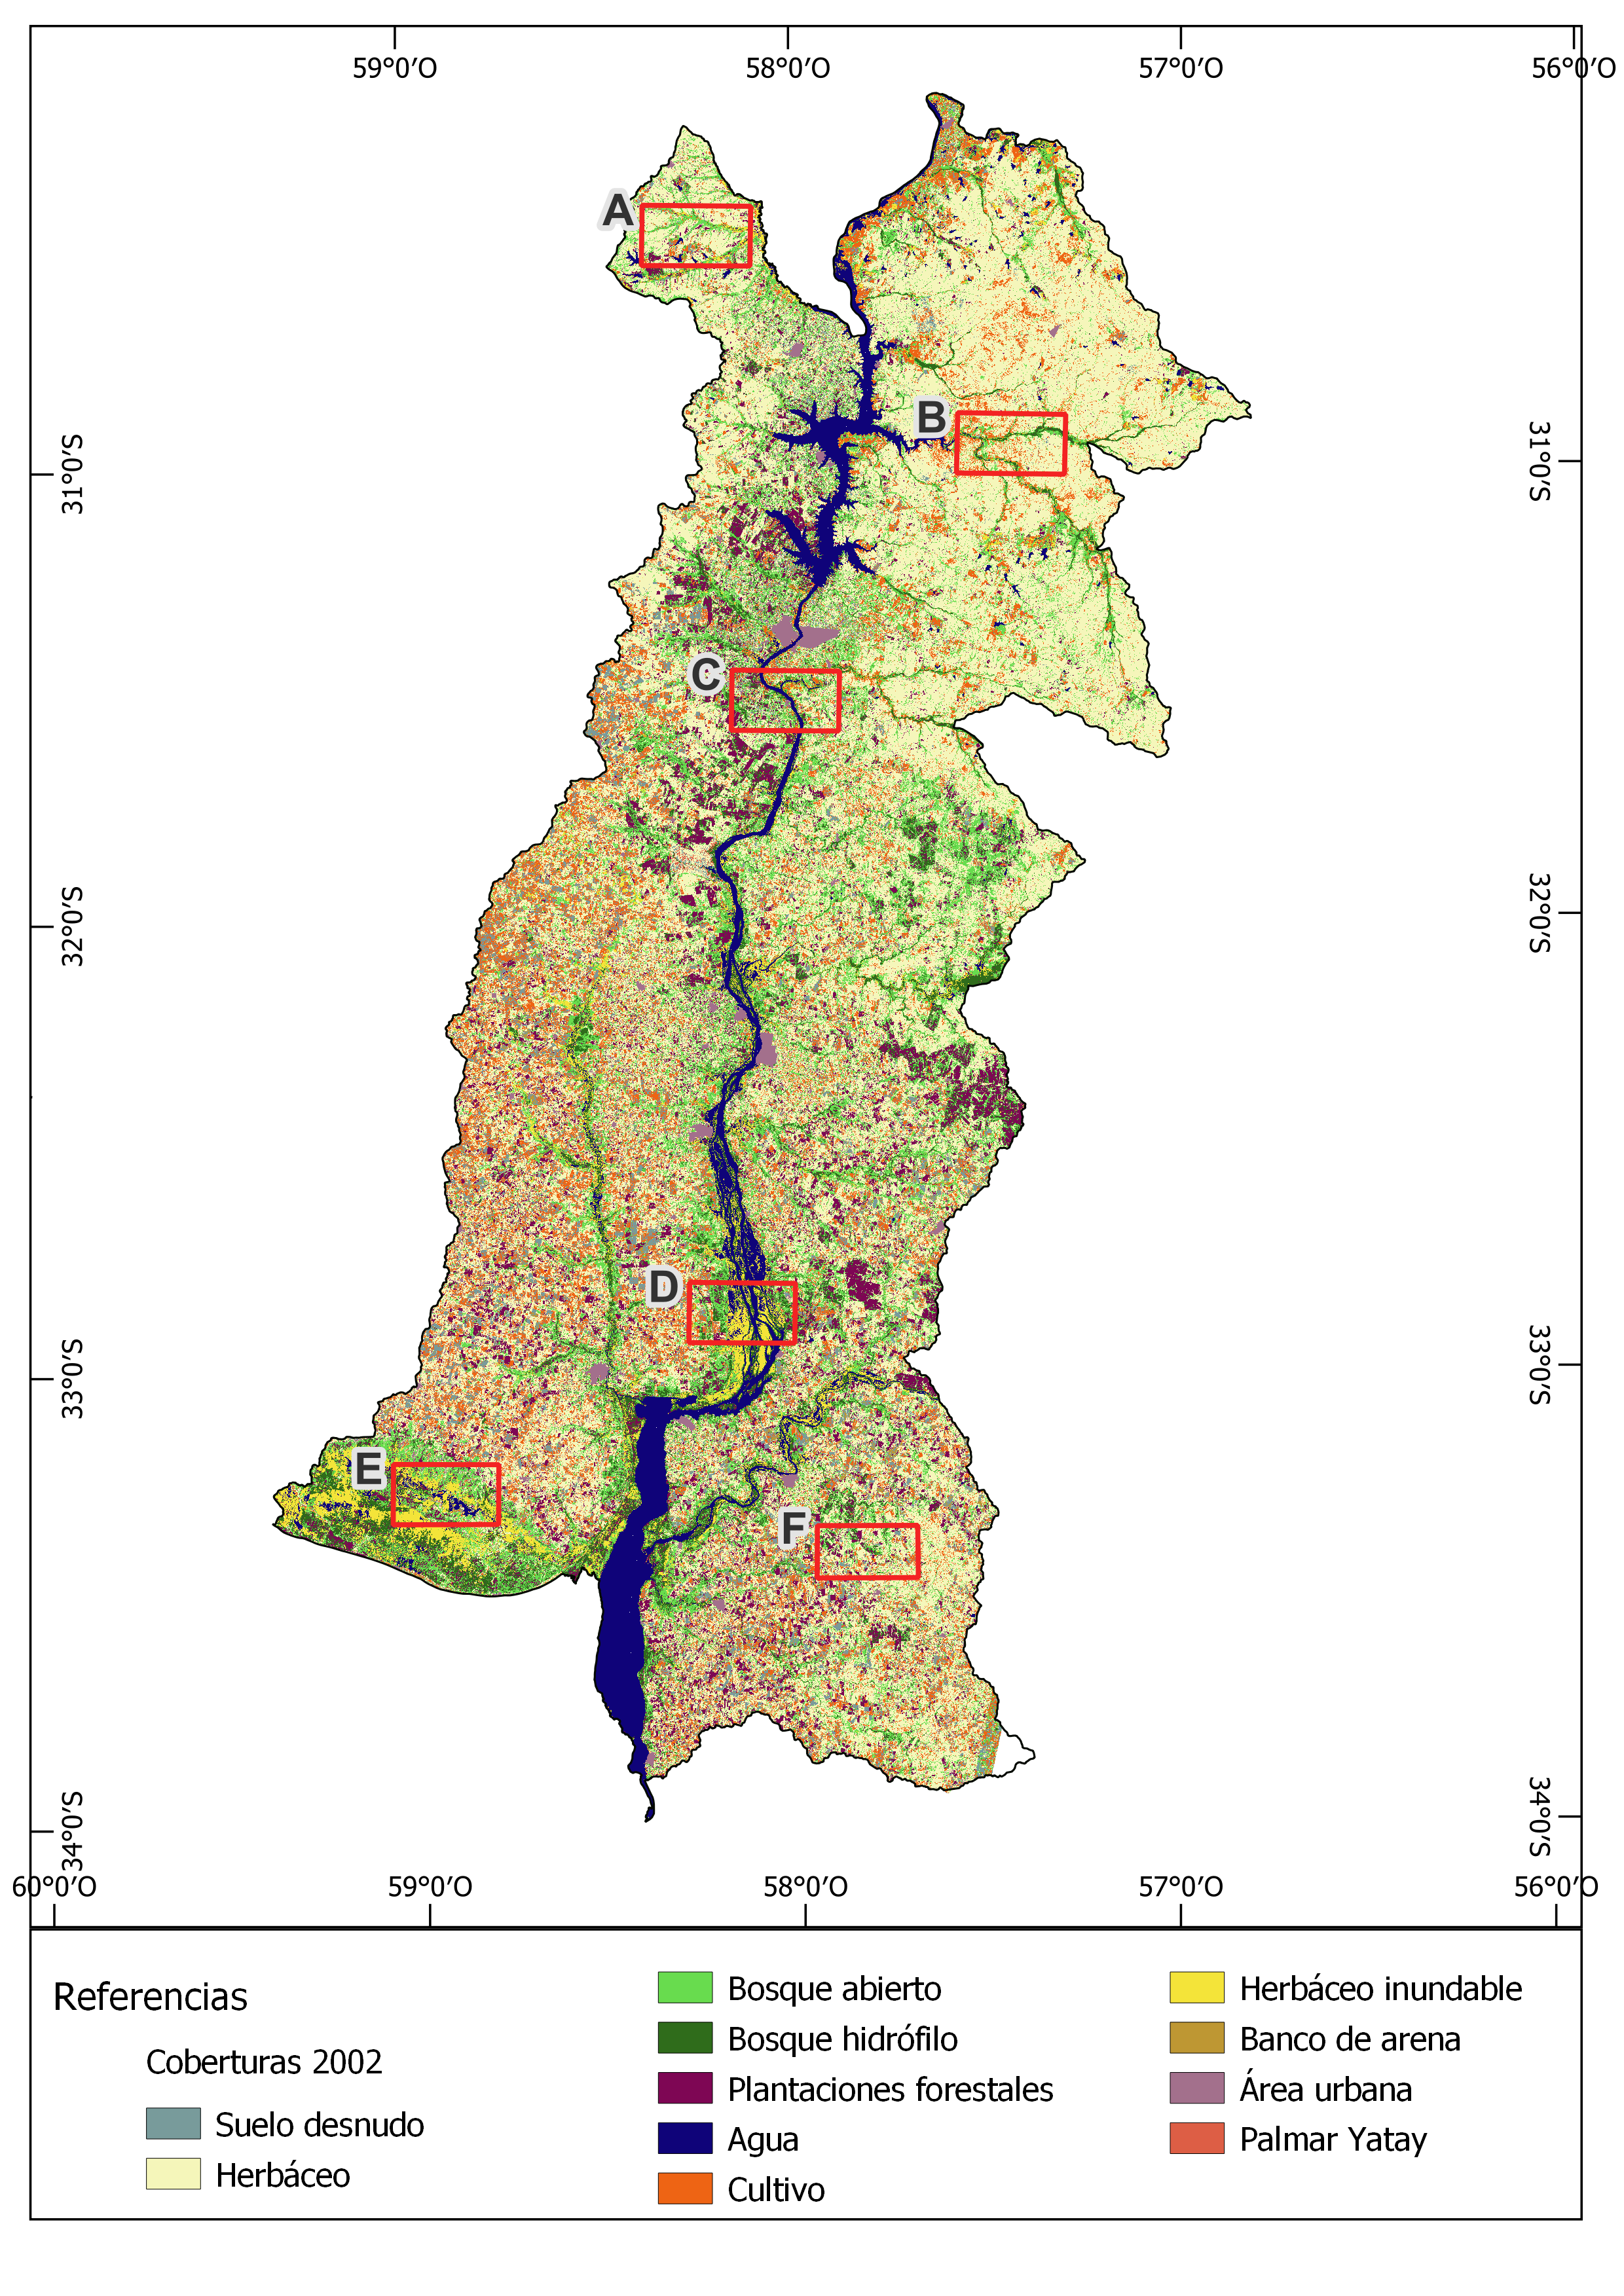 59°0'O 58°0'O 57°0'O 56°0'O
A
B
31°0'S 31°0'S
C
32°0'S 32°0'S
D
33°0'S 33°0'S
E
F
34°0'S 34°0'S
60°0'O 59°0'O 58°0'O 57°0'O 56°0'O
Referencias
Coberturas 2002
Suelo desnudo
Herbáceo
Bosque abierto
Bosque hidrófilo
Plantaciones forestales
Agua
Cultivo
Herbáceo inundable
Banco de arena
Área urbana
Palmar Yatay